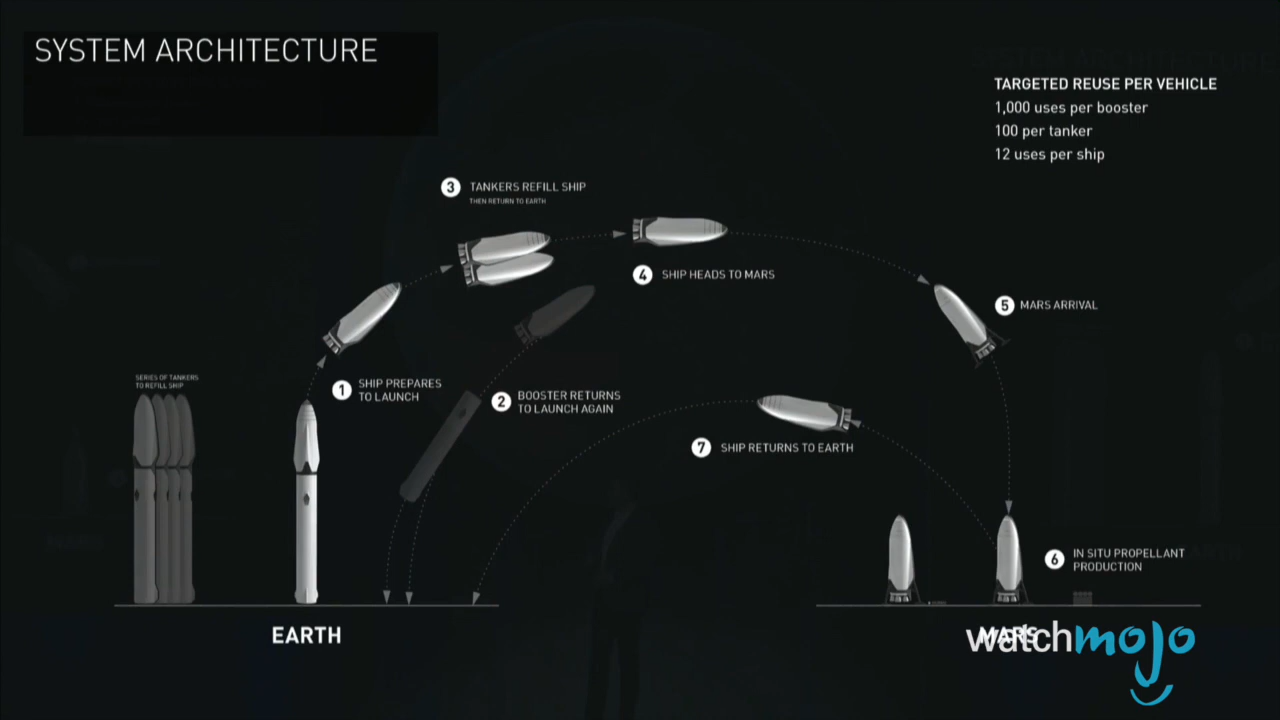 SYSTEM ARCHITECTURE
TARGETED REUSE PER VEHICLE
1,000 uses per booster
100 per tanker
12 uses per ship
3 TANKERS REFILL SHIP
THEN RETURN TO EARTH
4 SHIP HEADS TO MARS
5 MARS ARRIVAL
SERIES OF TANKERS
TO REFILL SHIP
1 SHIP PREPARES
TO LAUNCH
2 BOOSTER RETURNS
TO LAUNCH AGAIN
7 SHIP RETURNS TO EARTH
6 IN SITU PROPELLANT
PRODUCTION
EARTH
MARS
watchmojo